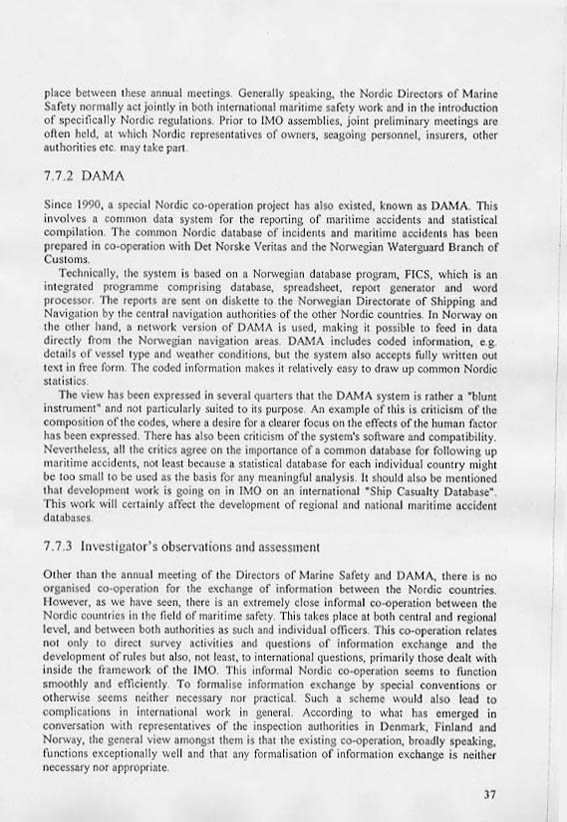 place between these annual meetings. Generally speaking, the Nordic Directors of Marine
Safety normally act jointly in both international maritime safety work and in the introduction
of specifically Nordic regulations. Prior to IMO assemblies, joint preliminary meetings are
often held, at which Nordic representatives of owners, seagoing personnel, insurers, other
authorities etc. may take part.
7.7.2 DAMA
Since 1990, a special Nordic co-operation project has also existed, known as DAMA. This
involves a common data system for the reporting of maritime accidents and statistical
compilation. The common Nordic database of incidents and maritime accidents has been
prepared in co-operation with Det Norske Veritas and the Norwegian Waterguard Branch of
Customs.
Technically, the system is based on a Norwegian database program, FICS, which is an
integrated programme comprising database, spreadsheet, report generator and word
processor. The reports are sent on diskette to the Norwegian Directorate of Shipping and
Navigation by the central navigation authorities of the other Nordic countries. In Norway on
the other hand, a network version of DAMA is used, making it possible to feed in data
directly from the Norwegian navigation areas. DAMA includes coded information, e.g.
details of vessel type and weather conditions, but the system also accepts fully written out
text in free form. The coded information makes it relatively easy to draw up common Nordic
statistics.
The view has been expressed in several quarters that the DAMA system is rather a "blunt
instrument" and not particularly suited to its purpose. An example of this is criticism of the
composition of the codes, where a desire for a clearer focus on the effects of the human factor
has been expressed. There has also been criticism of the system's software and compatibility.
Nevertheless, all the critics agree on the importance of a common database for following up
maritime accidents, not least because a statistical database for each individual country might
be too small to be used as the basis for any meaningful analysis. It should also be mentioned
that development work is going on in IMO on an international "Ship Casualty Database".
This work will certainly affect the development of regional and national maritime accident
databases.
7.7.3 Investigator's observations and assessment
Other than the annual meeting of the Directors of Marine Safety and DAMA, there is no
organised co-operation for the exchange of information between the Nordic countries.
However, as we have seen, there is an extremely close informal co-operation between the
Nordic countries in the field of maritime safety. This takes place at both central and regional
level, and between both authorities as such and individual officers. This co-operation relates
not only to direct survey activities and questions of information exchange and the
development of rules but also, not least, to international questions, primarily those dealt with
inside the framework of the IMO. This informal Nordic co-operation seems to function
smoothly and efficiently. To formalise information exchange by special conventions or
otherwise seems neither necessary nor practical. Such a scheme would also lead to
complications in international work in general. According to what has emerged in
conversation with representatives of the inspection authorities in Denmark, Finland and
Norway, the general view amongst them is that the existing co-operation, broadly speaking,
functions exceptionally well and that any formalisation of information exchange is neither
necessary nor appropriate.
37